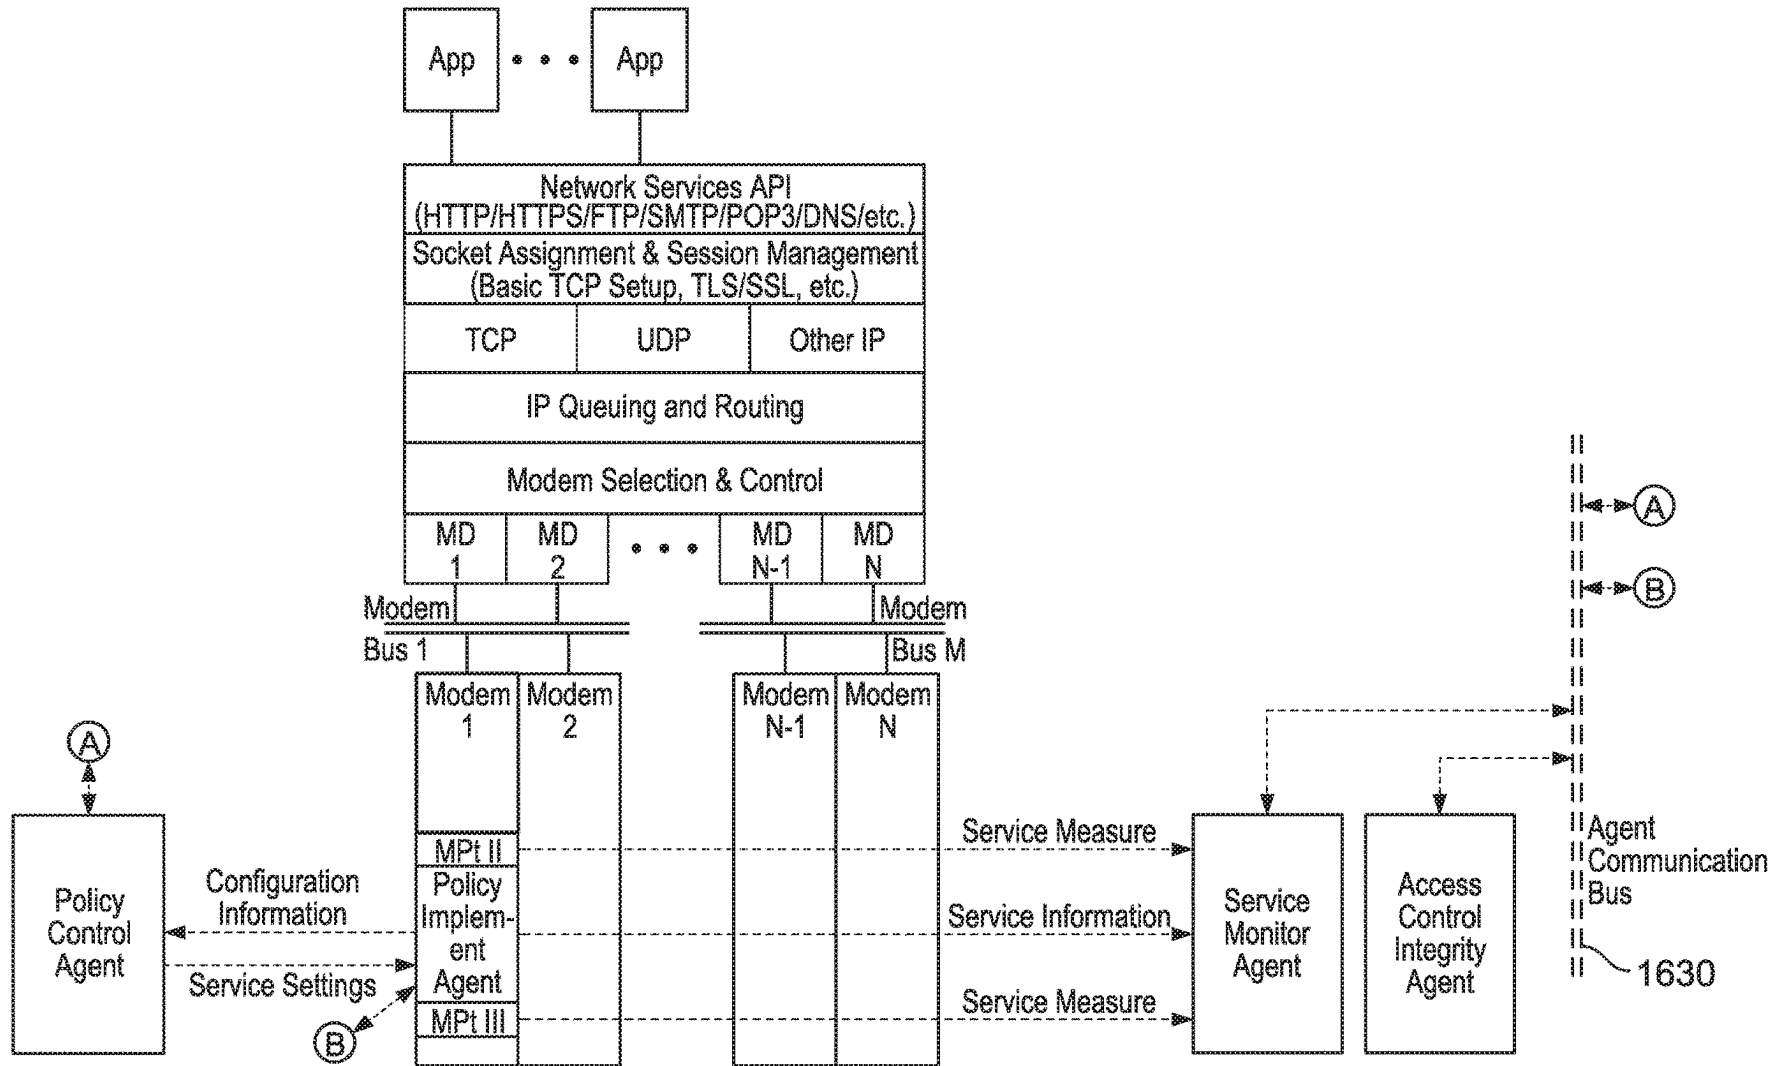 App
App
Network Services API
(HTTP/HTTPS/FTP/SMTP/POP3/DNS/etc.)
Socket Assignment & Session Management
(Basic TCP Setup, TLS/SSL, etc.)
TCP
UDP
Other IP
IP Queuing and Routing
Modem Selection & Control
MD
1
MD
2
MD
N-1
MD
N
Modem
Bus 1
Modem
Bus M
Modem
1
Modem
2
Modem
N-1
Modem
N
MPt II
Policy
Implem-
ent
Agent
MPt III
A
Policy
Control
Agent
Configuration
Information
Service Settings
B
Service Measure
Service Information
Service Measure
Service
Monitor
Agent
Access
Control
Integrity
Agent
A
B
Agent
Communication
Bus
1630